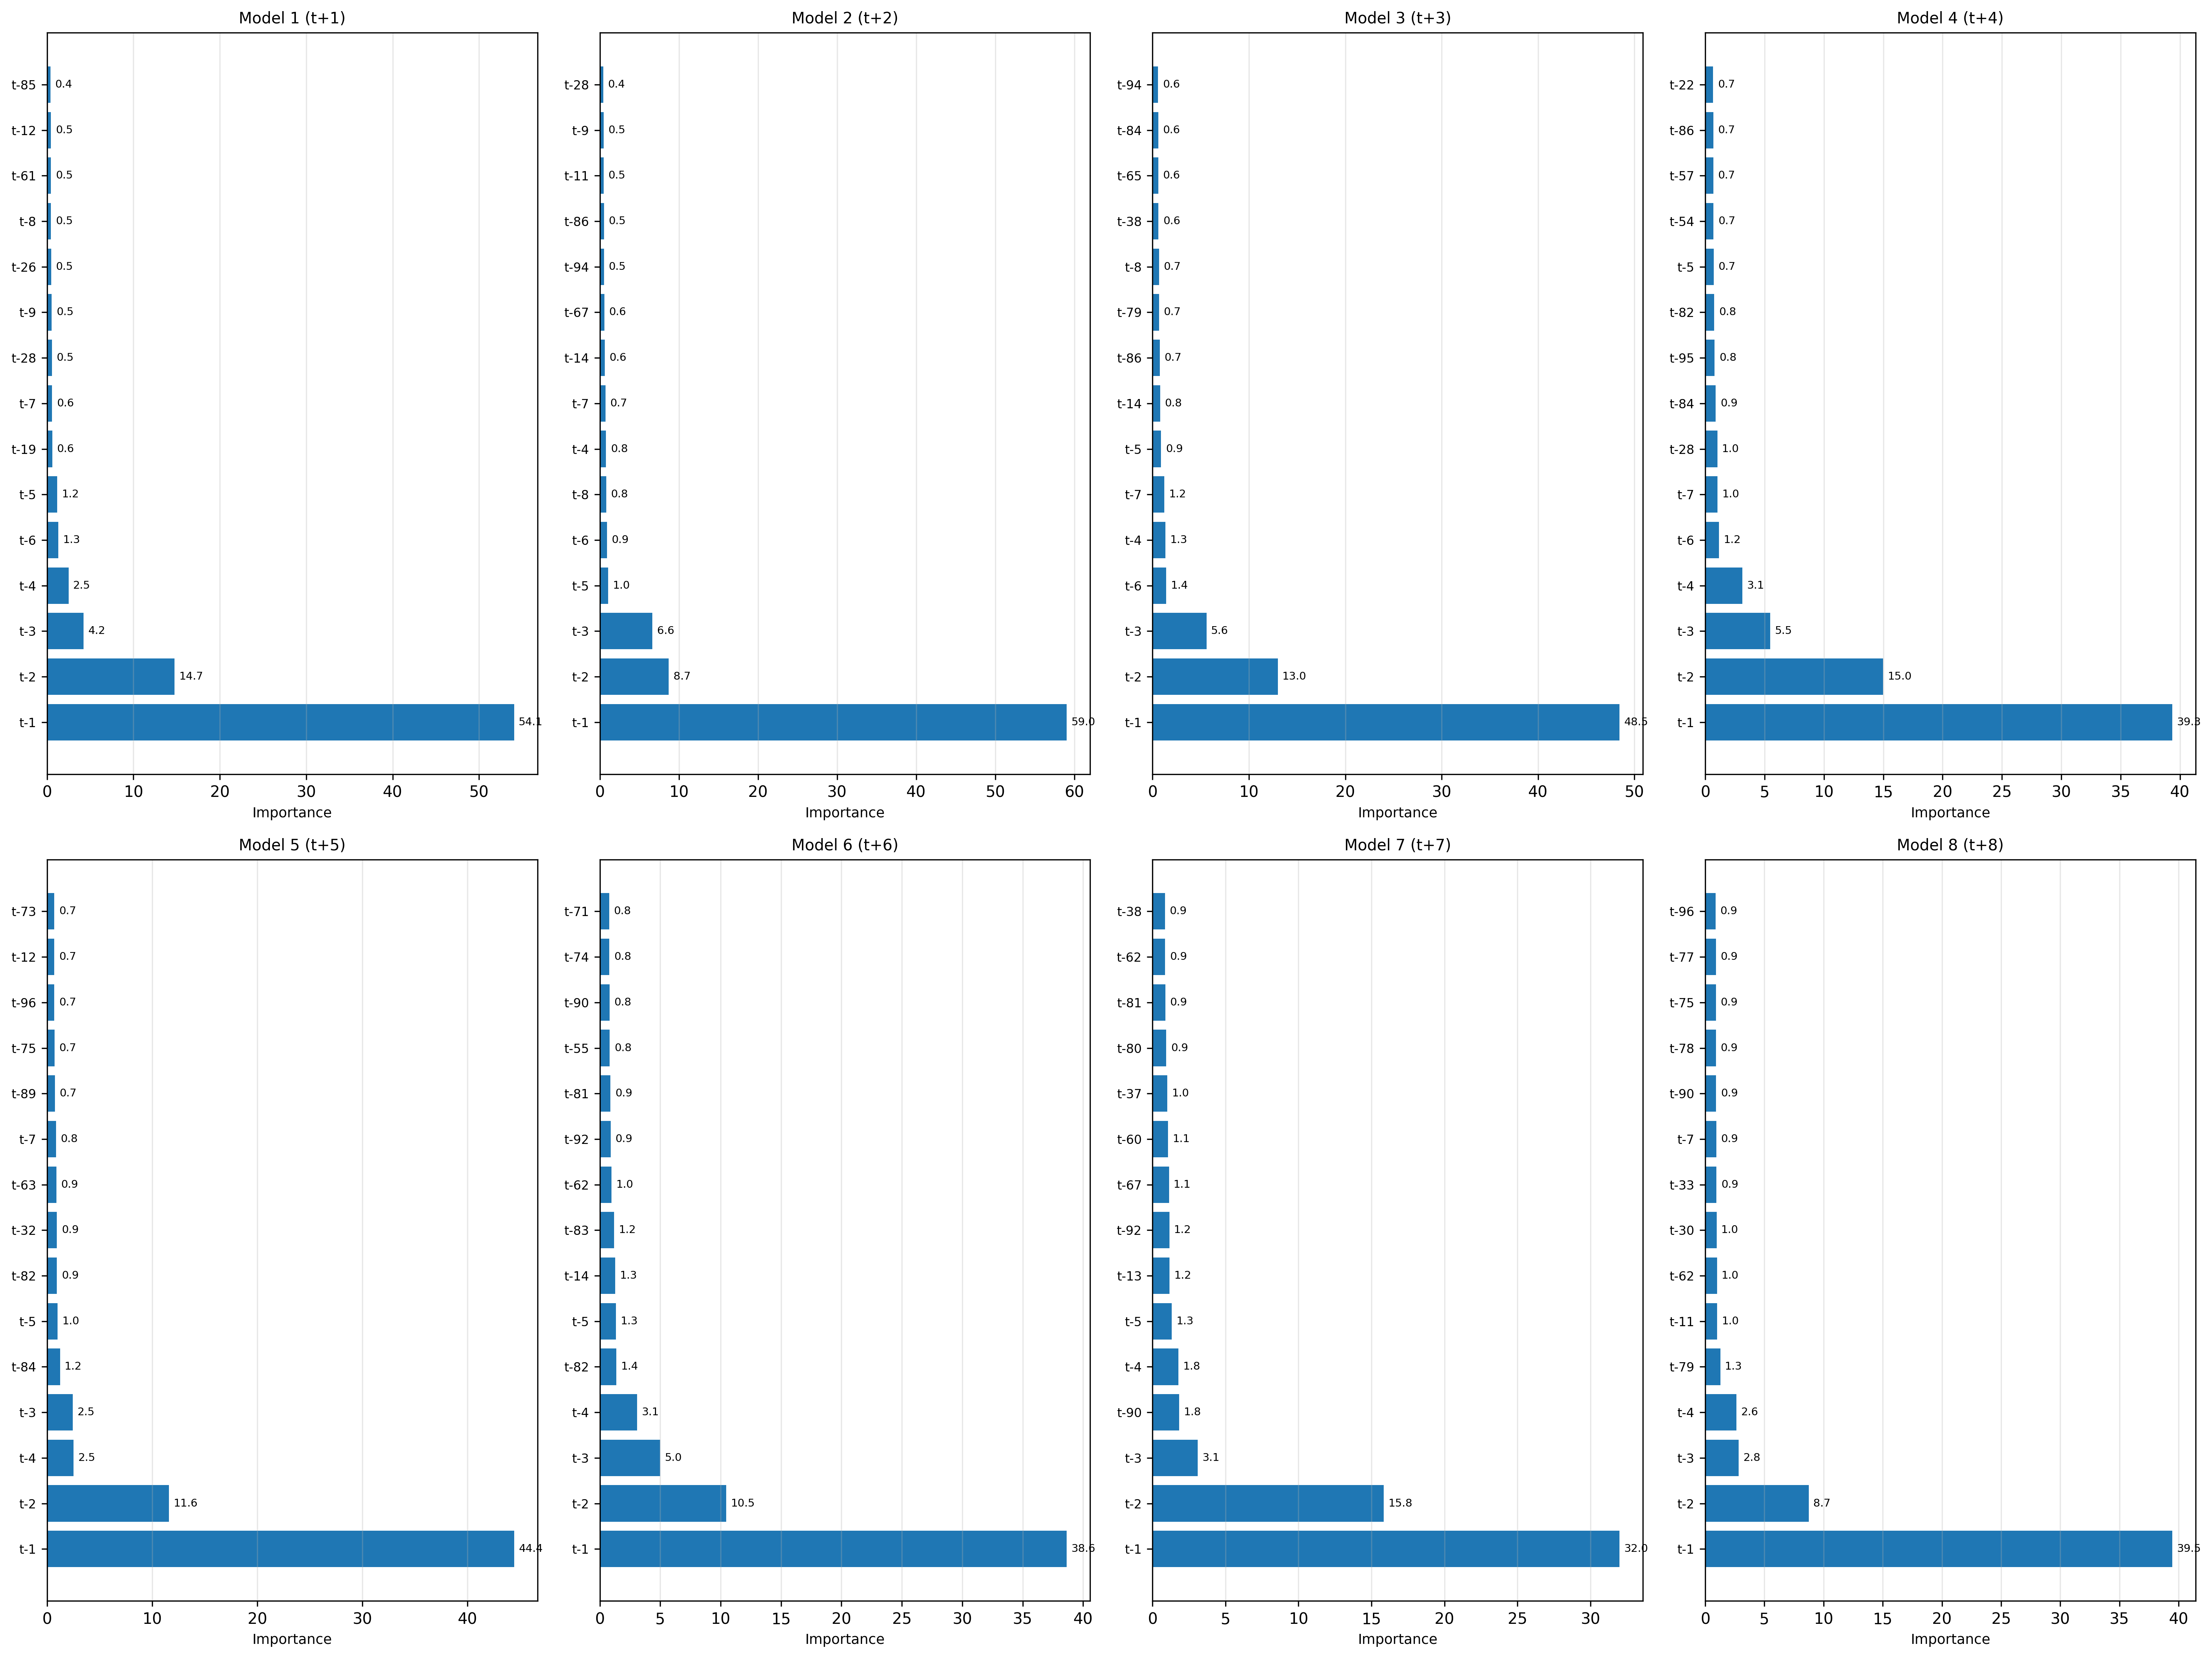 Model 1 (t+1)
t-85 0.4
t-12 0.5
t-61 0.5
t-8 0.5
t-26 0.5
t-9 0.5
t-28 0.5
t-7 0.6
t-19 0.6
t-5 1.2
t-6 1.3
t-4 2.5
t-3 4.2
t-2 14.7
t-1 54.1
0 10 20 30 40 50
Importance
Model 2 (t+2)
t-28 0.4
t-9 0.5
t-11 0.5
t-86 0.5
t-94 0.5
t-67 0.6
t-14 0.6
t-7 0.7
t-4 0.8
t-8 0.8
t-6 0.9
t-5 1.0
t-3 6.6
t-2 8.7
t-1 59.0
0 10 20 30 40 50 60
Importance
Model 3 (t+3)
t-94 0.6
t-84 0.6
t-65 0.6
t-38 0.6
t-8 0.7
t-79 0.7
t-86 0.7
t-14 0.8
t-5 0.9
t-7 1.2
t-4 1.3
t-6 1.4
t-3 5.6
t-2 13.0
t-1 48.5
0 10 20 30 40 50
Importance
Model 4 (t+4)
t-22 0.7
t-86 0.7
t-57 0.7
t-54 0.7
t-5 0.7
t-82 0.8
t-95 0.8
t-84 0.9
t-28 1.0
t-7 1.0
t-6 1.2
t-4 3.1
t-3 5.5
t-2 15.0
t-1 39.3
0 5 10 15 20 25 30 35 40
Importance
Model 5 (t+5)
t-73 0.7
t-12 0.7
t-96 0.7
t-75 0.7
t-89 0.7
t-7 0.8
t-63 0.9
t-32 0.9
t-82 0.9
t-5 1.0
t-84 1.2
t-3 2.5
t-4 2.5
t-2 11.6
t-1 44.4
0 10 20 30 40
Importance
Model 6 (t+6)
t-71 0.8
t-74 0.8
t-90 0.8
t-55 0.8
t-81 0.9
t-92 0.9
t-62 1.0
t-83 1.2
t-14 1.3
t-5 1.3
t-82 1.4
t-4 3.1
t-3 5.0
t-2 10.5
t-1 38.6
0 5 10 15 20 25 30 35 40
Importance
Model 7 (t+7)
t-38 0.9
t-62 0.9
t-81 0.9
t-80 0.9
t-37 1.0
t-60 1.1
t-67 1.1
t-92 1.2
t-13 1.2
t-5 1.3
t-4 1.8
t-90 1.8
t-3 3.1
t-2 15.8
t-1 32.0
0 5 10 15 20 25 30
Importance
Model 8 (t+8)
t-96 0.9
t-77 0.9
t-75 0.9
t-78 0.9
t-90 0.9
t-7 0.9
t-33 0.9
t-30 1.0
t-62 1.0
t-11 1.0
t-79 1.3
t-4 2.6
t-3 2.8
t-2 8.7
t-1 39.5
0 5 10 15 20 25 30 35 40
Importance